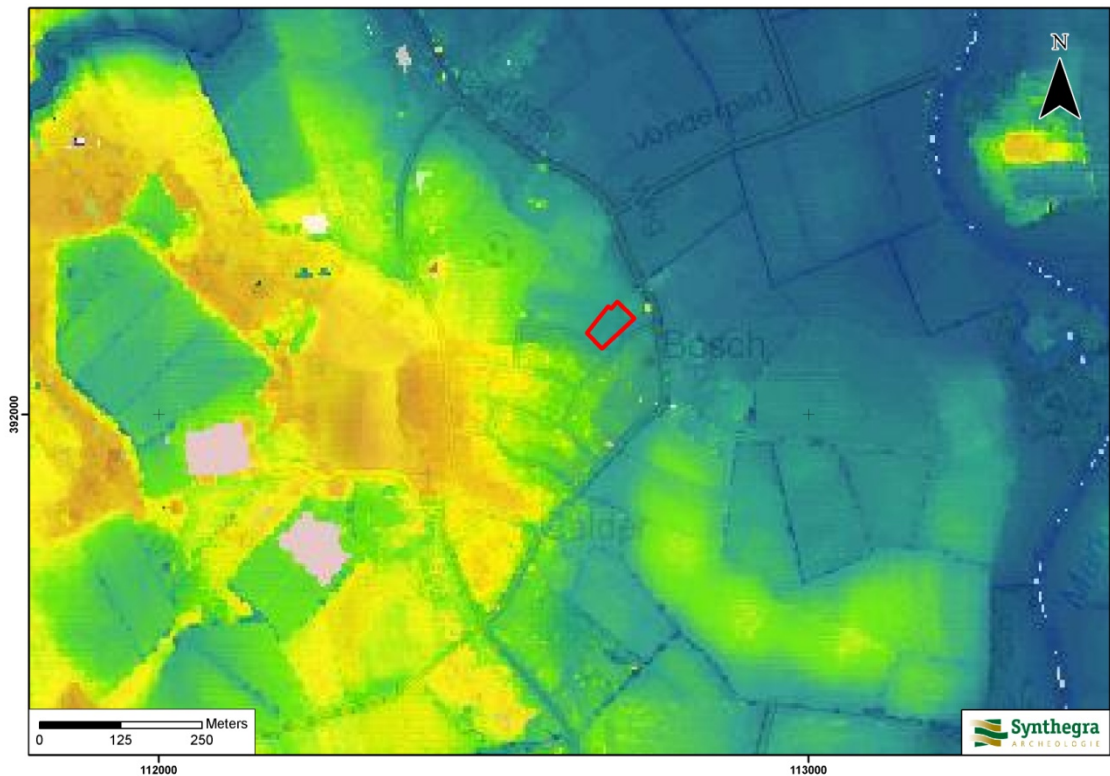 N
Vonderpad
Bosch
Galder
392000
Meters
0 125 250
Synthegra
ARCHEOLOGIE
112000 113000